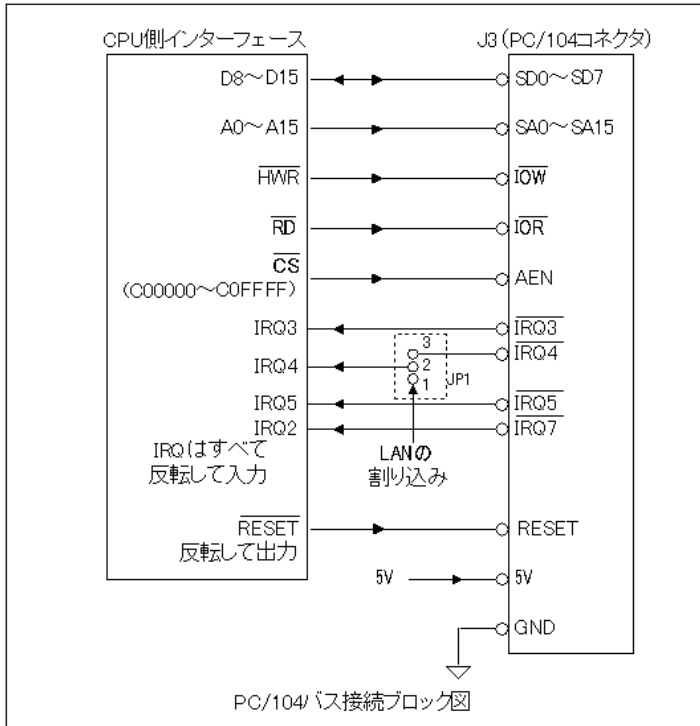 CPU側インターフェース
J3(PC/104コネクタ)
D8～D15
SD0～SD7
A0～A15
SA0～SA15
HWR
IOW
RD
IOR
CS
(C00000～C0FFFF)
AEN
IRQ3
IRQ3
3
IRQ4
IRQ4
2
1
JP1
IRQ5
IRQ5
IRQ2
IRQ7
IRQはすべて
反転して入力
LANの
割り込み
RESET
反転して出力
RESET
5V
5V
GND
PC/104バス接続ブロック図